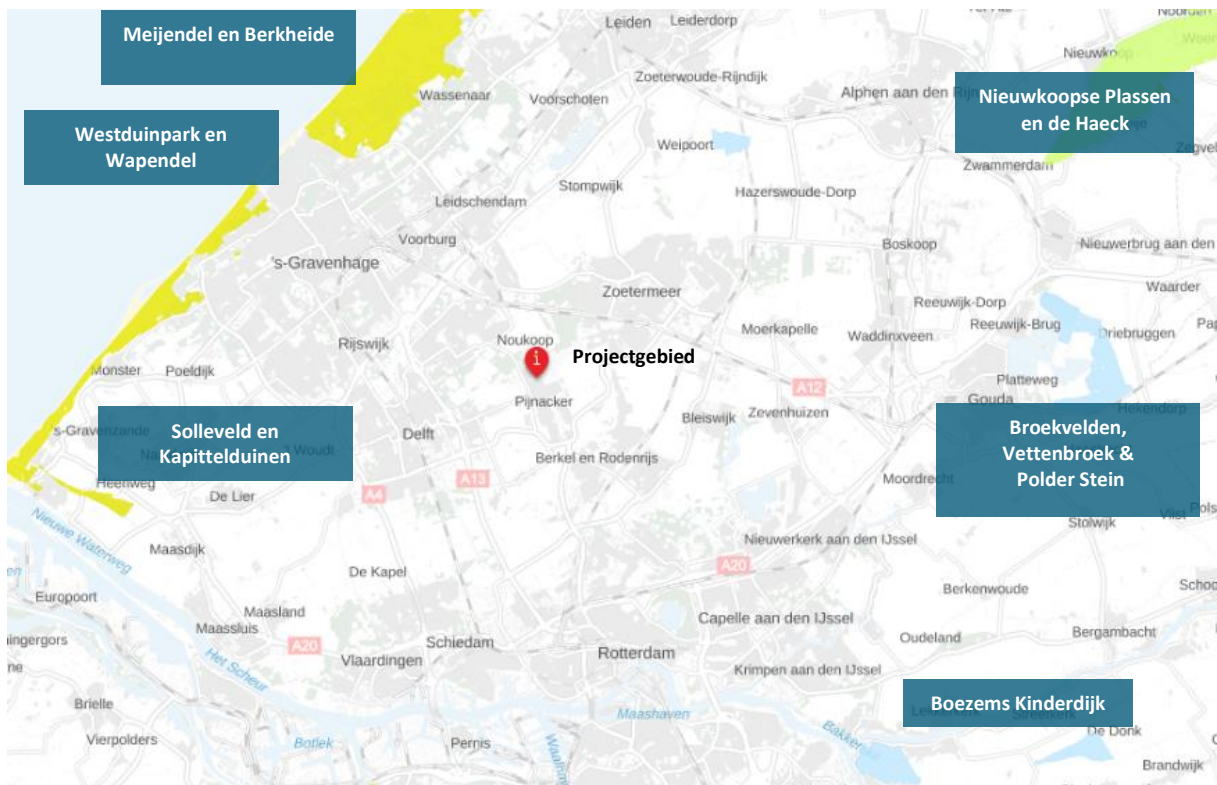 Meijendel en Berkheide
Leiden
Leiderdorp
Nieuwkoop
Zoeterwoude-Rijndijk
Wassenaar
Voorschoten
Alphen aan den
Nieuwkoopse Plassen
en de Haeck
Westduinpark en
Wapendel
Weipoort
Zwammerdam
Stompwijk
Hazerswoude-Dorp
Leidschendam
Voorburg
Boskoop
Nieuwerbrug aan den
's-Gravenhage
Waarder
Zoetermeer
Reeuwijk-Dorp
Reeuwijk-Brug
Driebruggen
Moerkapelle
Waddinxveen
Rijswijk
Noukoop
i
Projectgebied
Monster
Poeldijk
A12
Platteweg
Gouda
Pijnacker
Hekendorp
Bleiswijk
Zevenhuizen
's-Gravenzande
Solleveld en
Kapittelduinen
Delft
Broekvelden,
Vettenbroek &
Polder Stein
Berkel en Rodenrijs
Heenweg
De Lier
A4
A13
Moordrecht
Vlist
Stolwijk
Nieuwe Waterweg
Maasdijk
Nieuwerkerk aan den IJssel
A20
De Kapel
Berkenwoude
Europoort
Maasland
Maassluis
Capelle aan den IJssel
Bergambacht
Oudeland
A20
Schiedam
Vlaardingen
Rotterdam
Krimpen aan den IJssel
Het Scheur
Brielle
Maashaven
Boezems Kinderdijk
De Donk
Vierpolders
Botlek
Pernis
Brandwijk